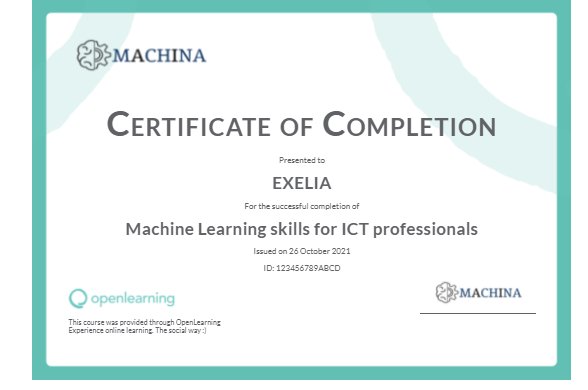 MACHINA
CERTIFICATE OF COMPLETION
Presented to
EXELIA
For the successful completion of
Machine Learning skills for ICT professionals
Issued on 26 October 2021
ID: 123456789ABCD
openlearning
MACHINA
This course was provided through OpenLearning
Experience online learning. The social way :)